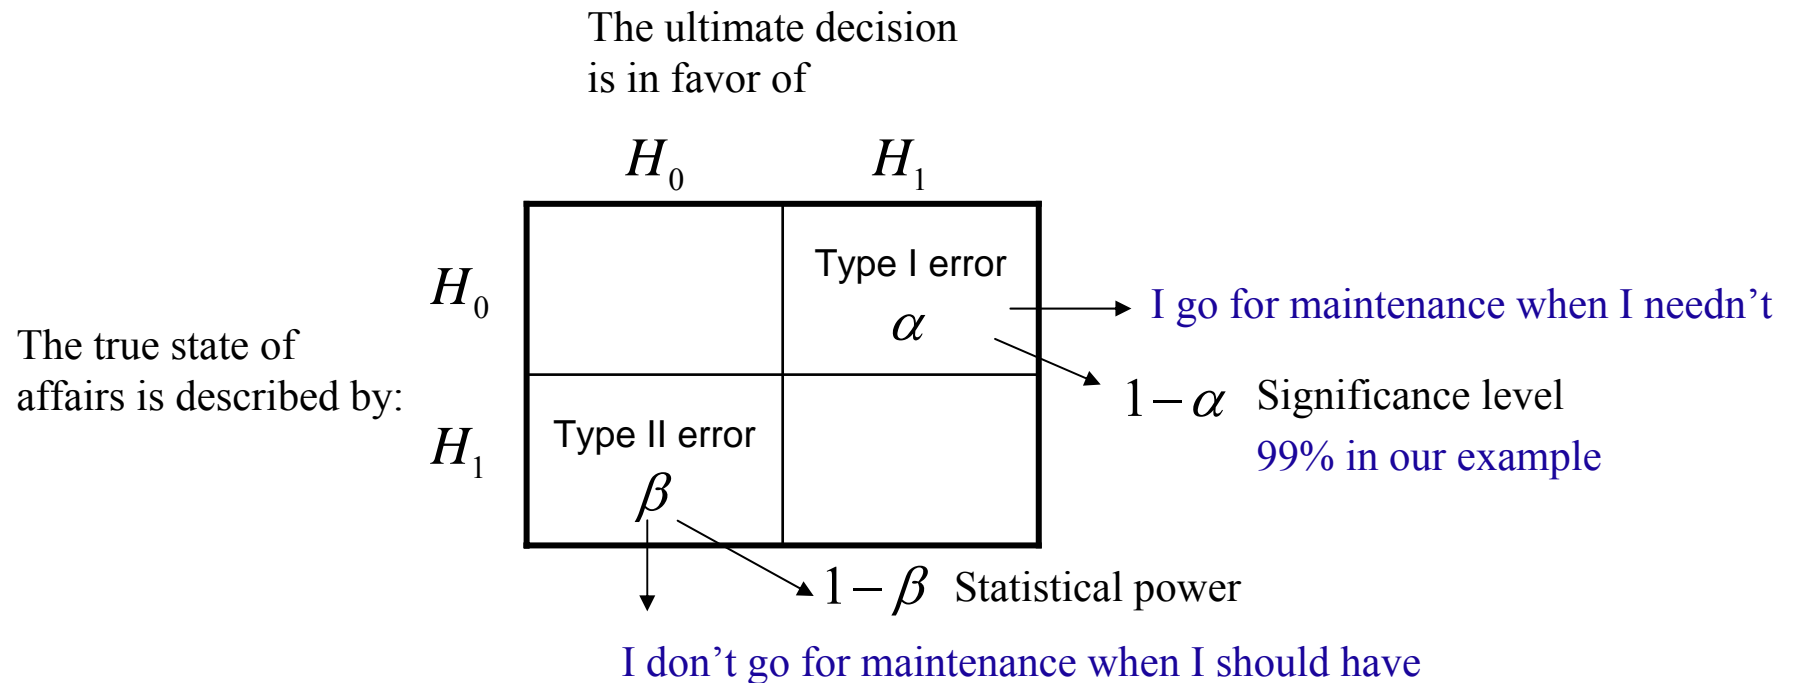 The ultimate decision
is in favor of
H₀ H₁
H₀
Type I error
α
I go for maintenance when I needn’t
The true state of
affairs is described by:
1−α Significance level
99% in our example
H₁
Type II error
β
1−β Statistical power
I don’t go for maintenance when I should have